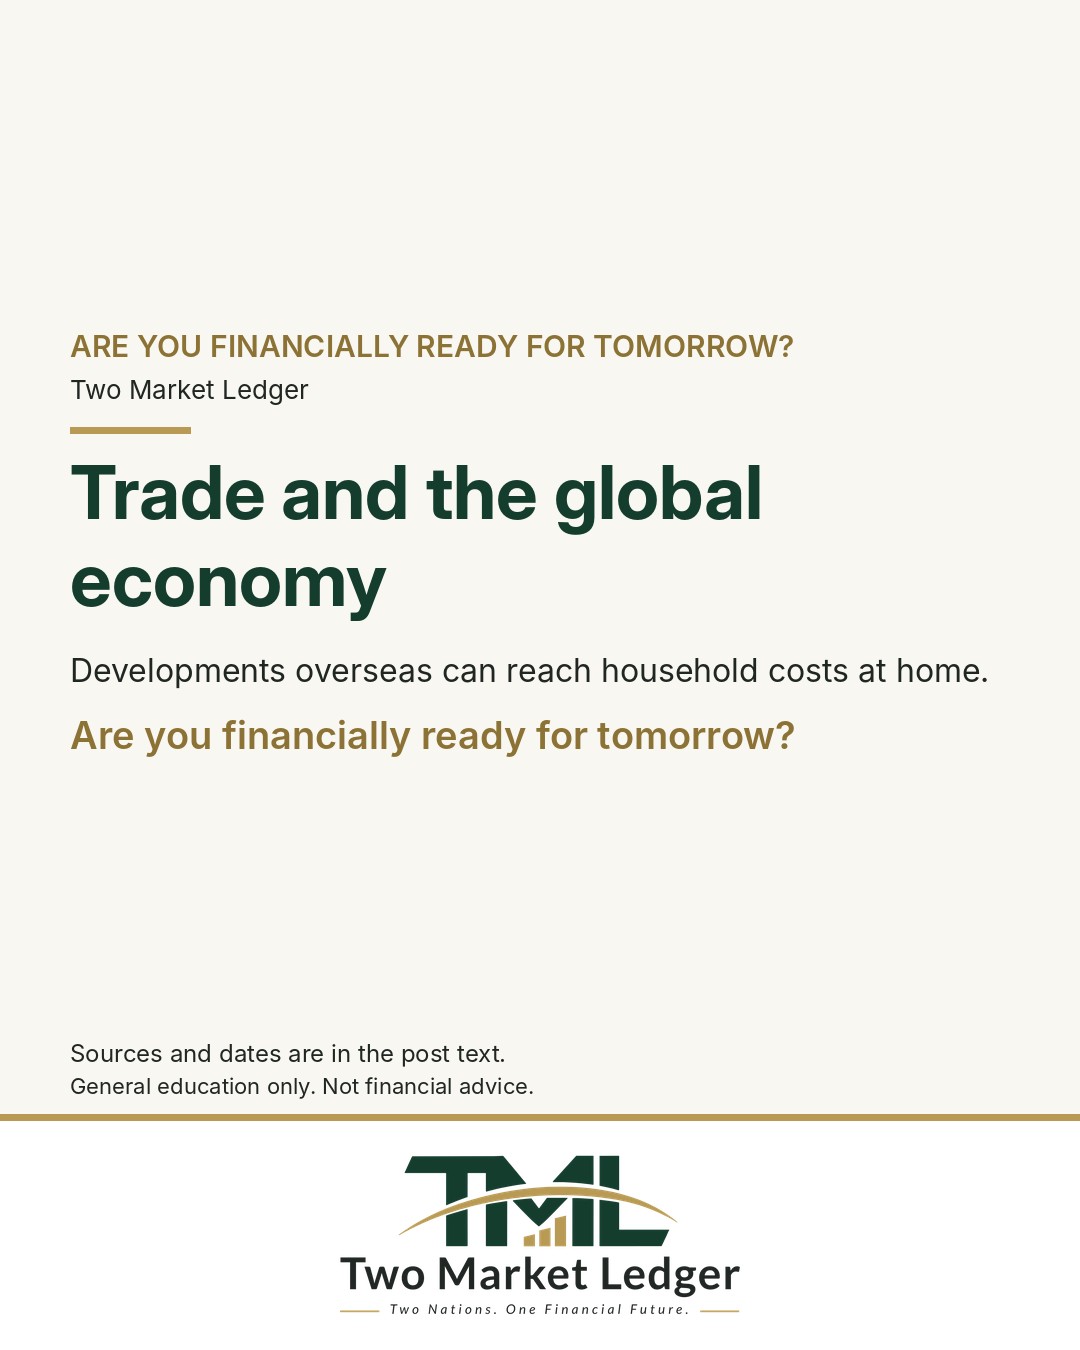 ARE YOU FINANCIALLY READY FOR TOMORROW?
Two Market Ledger
Trade and the global
economy
Developments overseas can reach household costs at home.
Are you financially ready for tomorrow?
Sources and dates are in the post text.
General education only. Not financial advice.
TML
Two Market Ledger
Two Nations. One Financial Future.